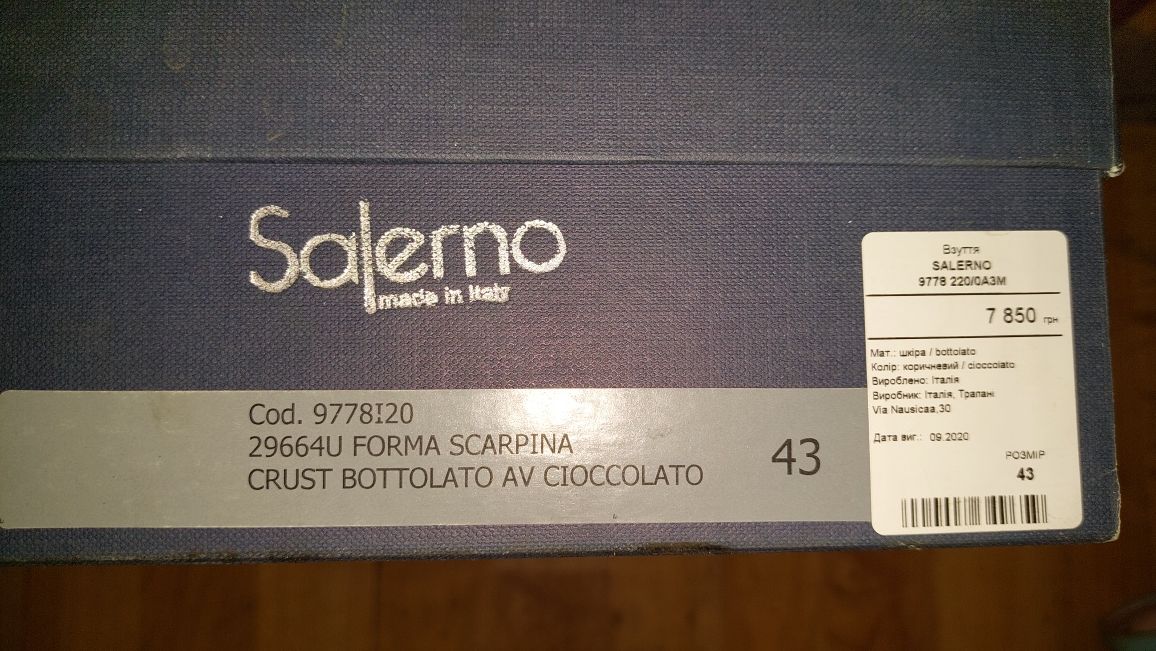 Salerno
made in Italy
Cod. 9778I20
29664U FORMA SCARPINA
CRUST BOTTOLATO AV CIOCCOLATO
43
Взуття
SALERNO
9778 220/0АЗМ
7 850 грн
Мат.: шкіра / bottolato
Колір: коричневий / cioccolato
Вироблено: Італія
Виробник: Італія, Трапані
Via Nausicaa,30
Дата виг.: 09.2020
РОЗМІР
43